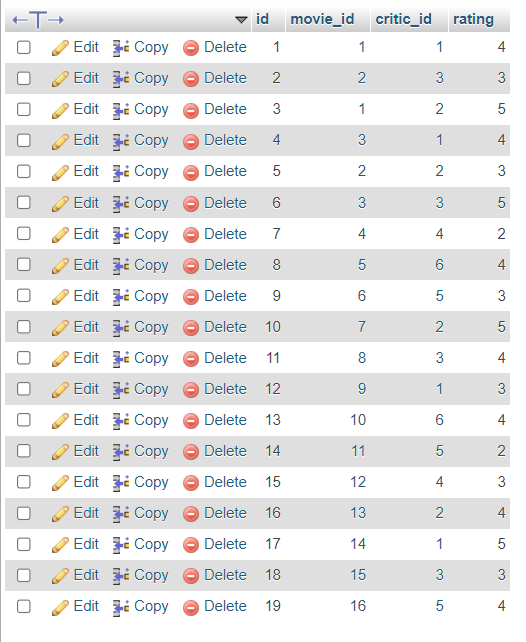 ←T→ id movie_id critic_id rating
Edit Copy Delete 1 1 1 4
Edit Copy Delete 2 2 3 3
Edit Copy Delete 3 1 2 5
Edit Copy Delete 4 3 1 4
Edit Copy Delete 5 2 2 3
Edit Copy Delete 6 3 3 5
Edit Copy Delete 7 4 4 2
Edit Copy Delete 8 5 6 4
Edit Copy Delete 9 6 5 3
Edit Copy Delete 10 7 2 5
Edit Copy Delete 11 8 3 4
Edit Copy Delete 12 9 1 3
Edit Copy Delete 13 10 6 4
Edit Copy Delete 14 11 5 2
Edit Copy Delete 15 12 4 3
Edit Copy Delete 16 13 2 4
Edit Copy Delete 17 14 1 5
Edit Copy Delete 18 15 3 3
Edit Copy Delete 19 16 5 4